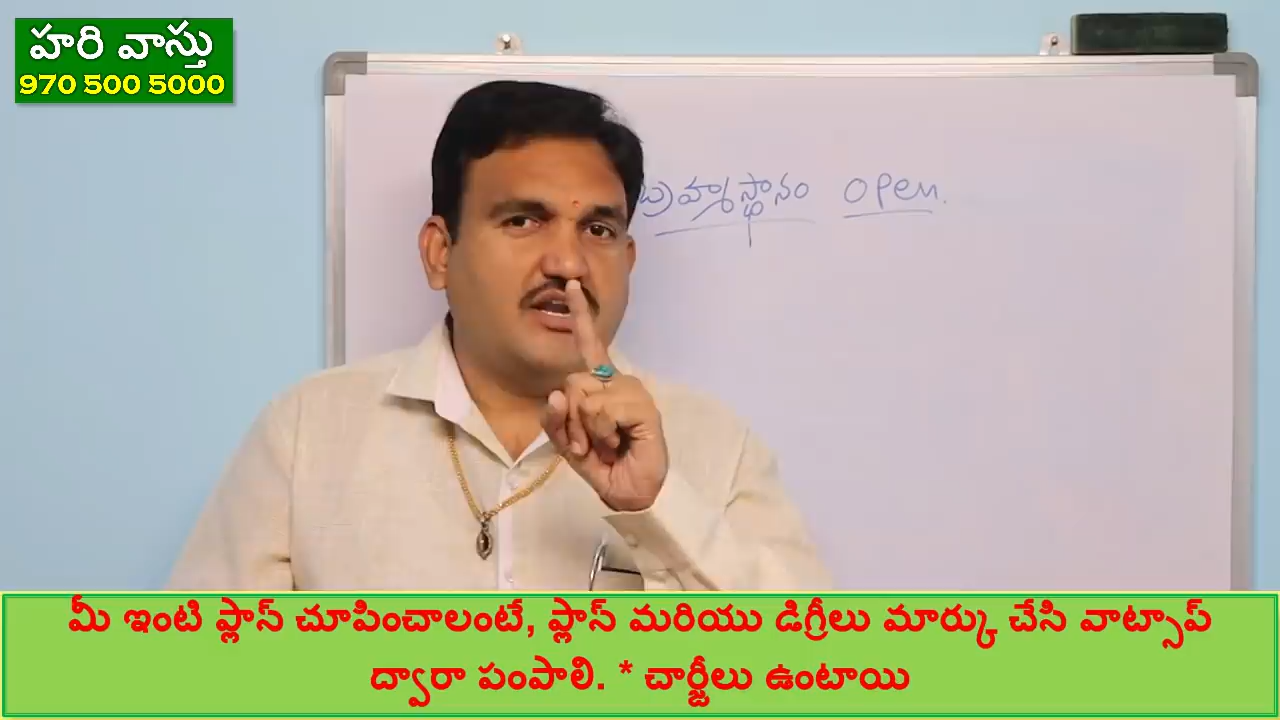 హరి వాస్తు
970 500 5000
బ్రహ్మస్థానం open.
మీ ఇంటి ప్లాన్ చూపించాలంటే, ప్లాన్ మరియు డిగ్రీలు మార్కు చేసి వాట్సాప్
ద్వారా పంపాలి. * చార్జీలు ఉంటాయి